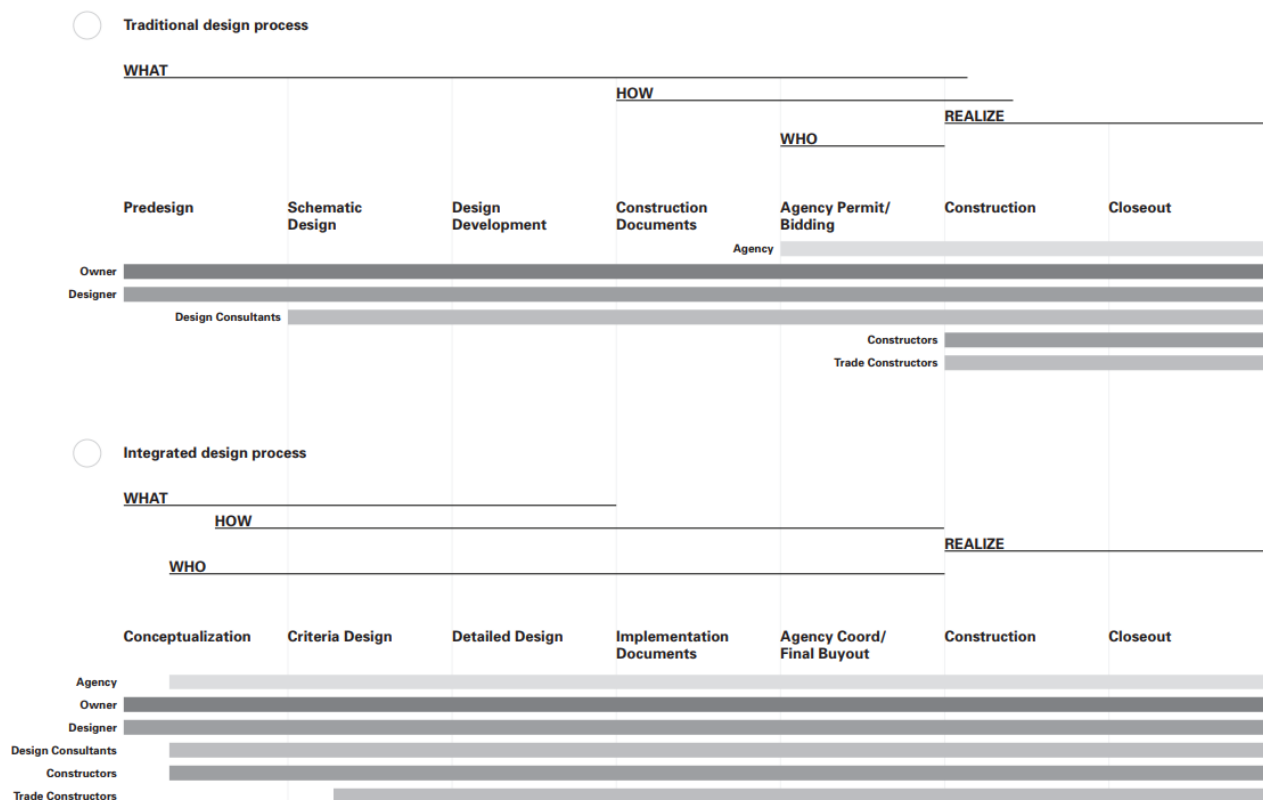 Traditional design process
WHAT
HOW
REALIZE
WHO
Predesign
Schematic
Design
Design
Development
Construction
Documents
Agency Permit/
Bidding
Construction
Closeout
Agency
Owner
Designer
Design Consultants
Constructors
Trade Constructors
Integrated design process
WHAT
HOW
REALIZE
WHO
Conceptualization
Criteria Design
Detailed Design
Implementation
Documents
Agency Coord/
Final Buyout
Construction
Closeout
Agency
Owner
Designer
Design Consultants
Constructors
Trade Constructors